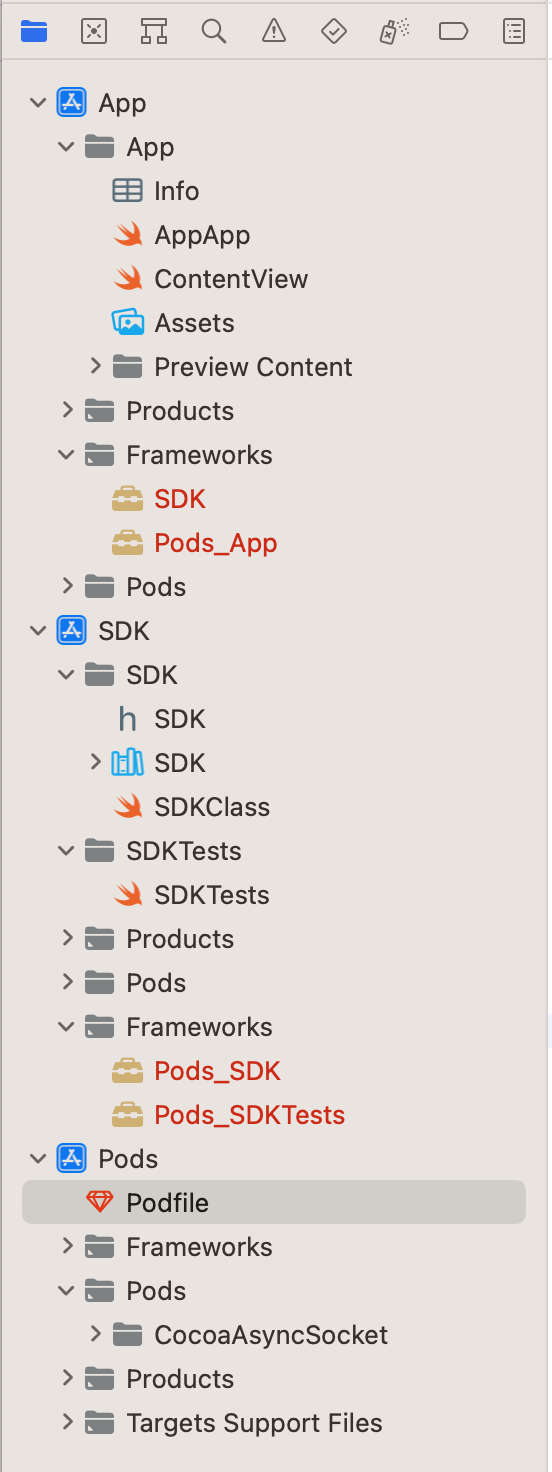 App
App
Info
AppApp
ContentView
Assets
Preview Content
Products
Frameworks
SDK
Pods_App
Pods
SDK
SDK
h SDK
SDK
SDKClass
SDKTests
SDKTests
Products
Pods
Frameworks
Pods_SDK
Pods_SDKTests
Pods
Podfile
Frameworks
Pods
CocoaAsyncSocket
Products
Targets Support Files